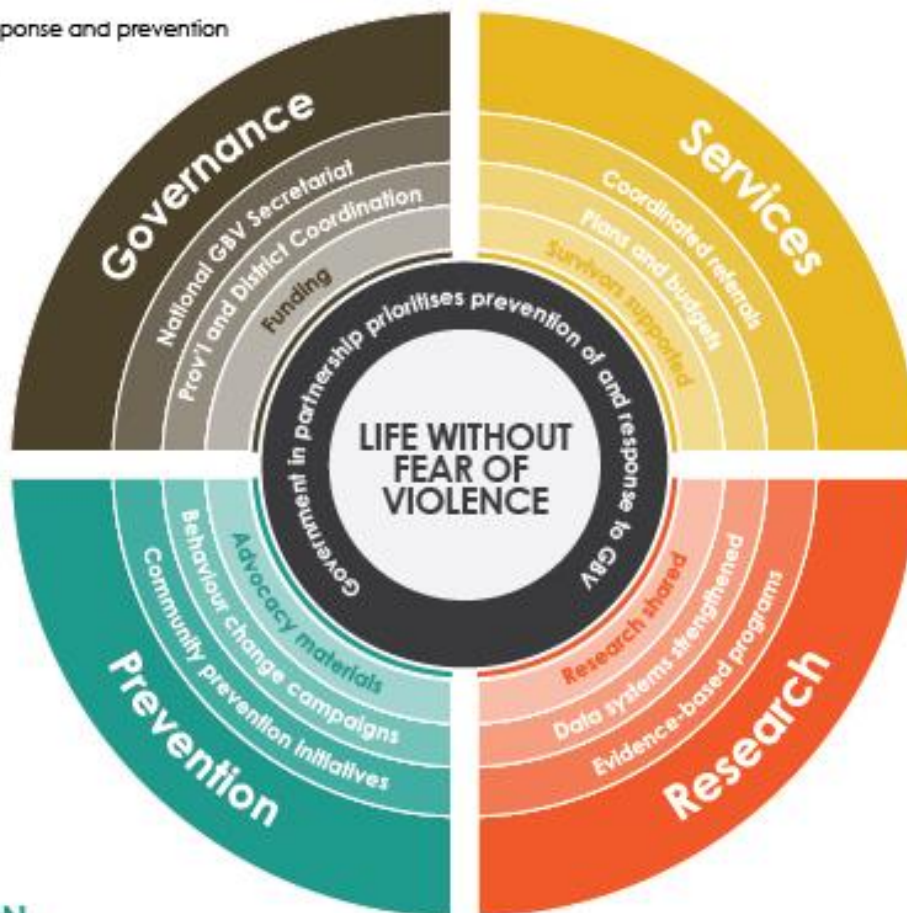 ponse and prevention
Governance
National GBV Secretariat
Prov'l and District Coordination
Funding
Services
Coordinated referrals
Plans and budgets
Survivors supported
Government in partnership prioritises prevention of and response to GBV
LIFE WITHOUT
FEAR OF
VIOLENCE
Advocacy materials
Behaviour change campaigns
Community prevention initiatives
Prevention
Research shared
Data systems strengthened
Evidence-based programs
Research